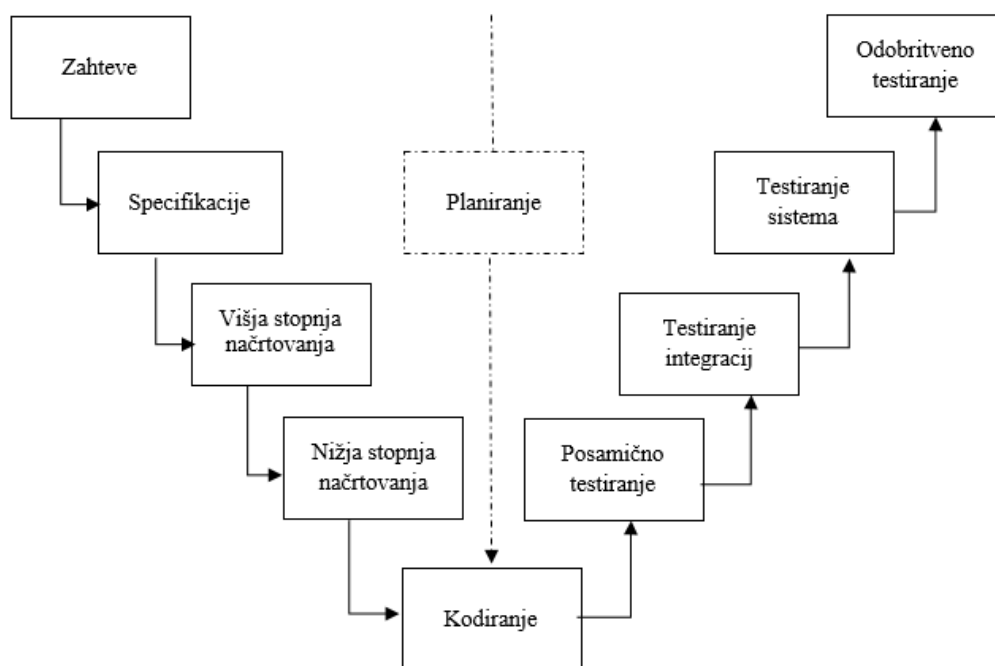 Zahteve
Odobritveno
testiranje
Specifikacije
Planiranje
Testiranje
sistema
Višja stopnja
načrtovanja
Testiranje
integracij
Nižja stopnja
načrtovanja
Posamično
testiranje
Kodiranje